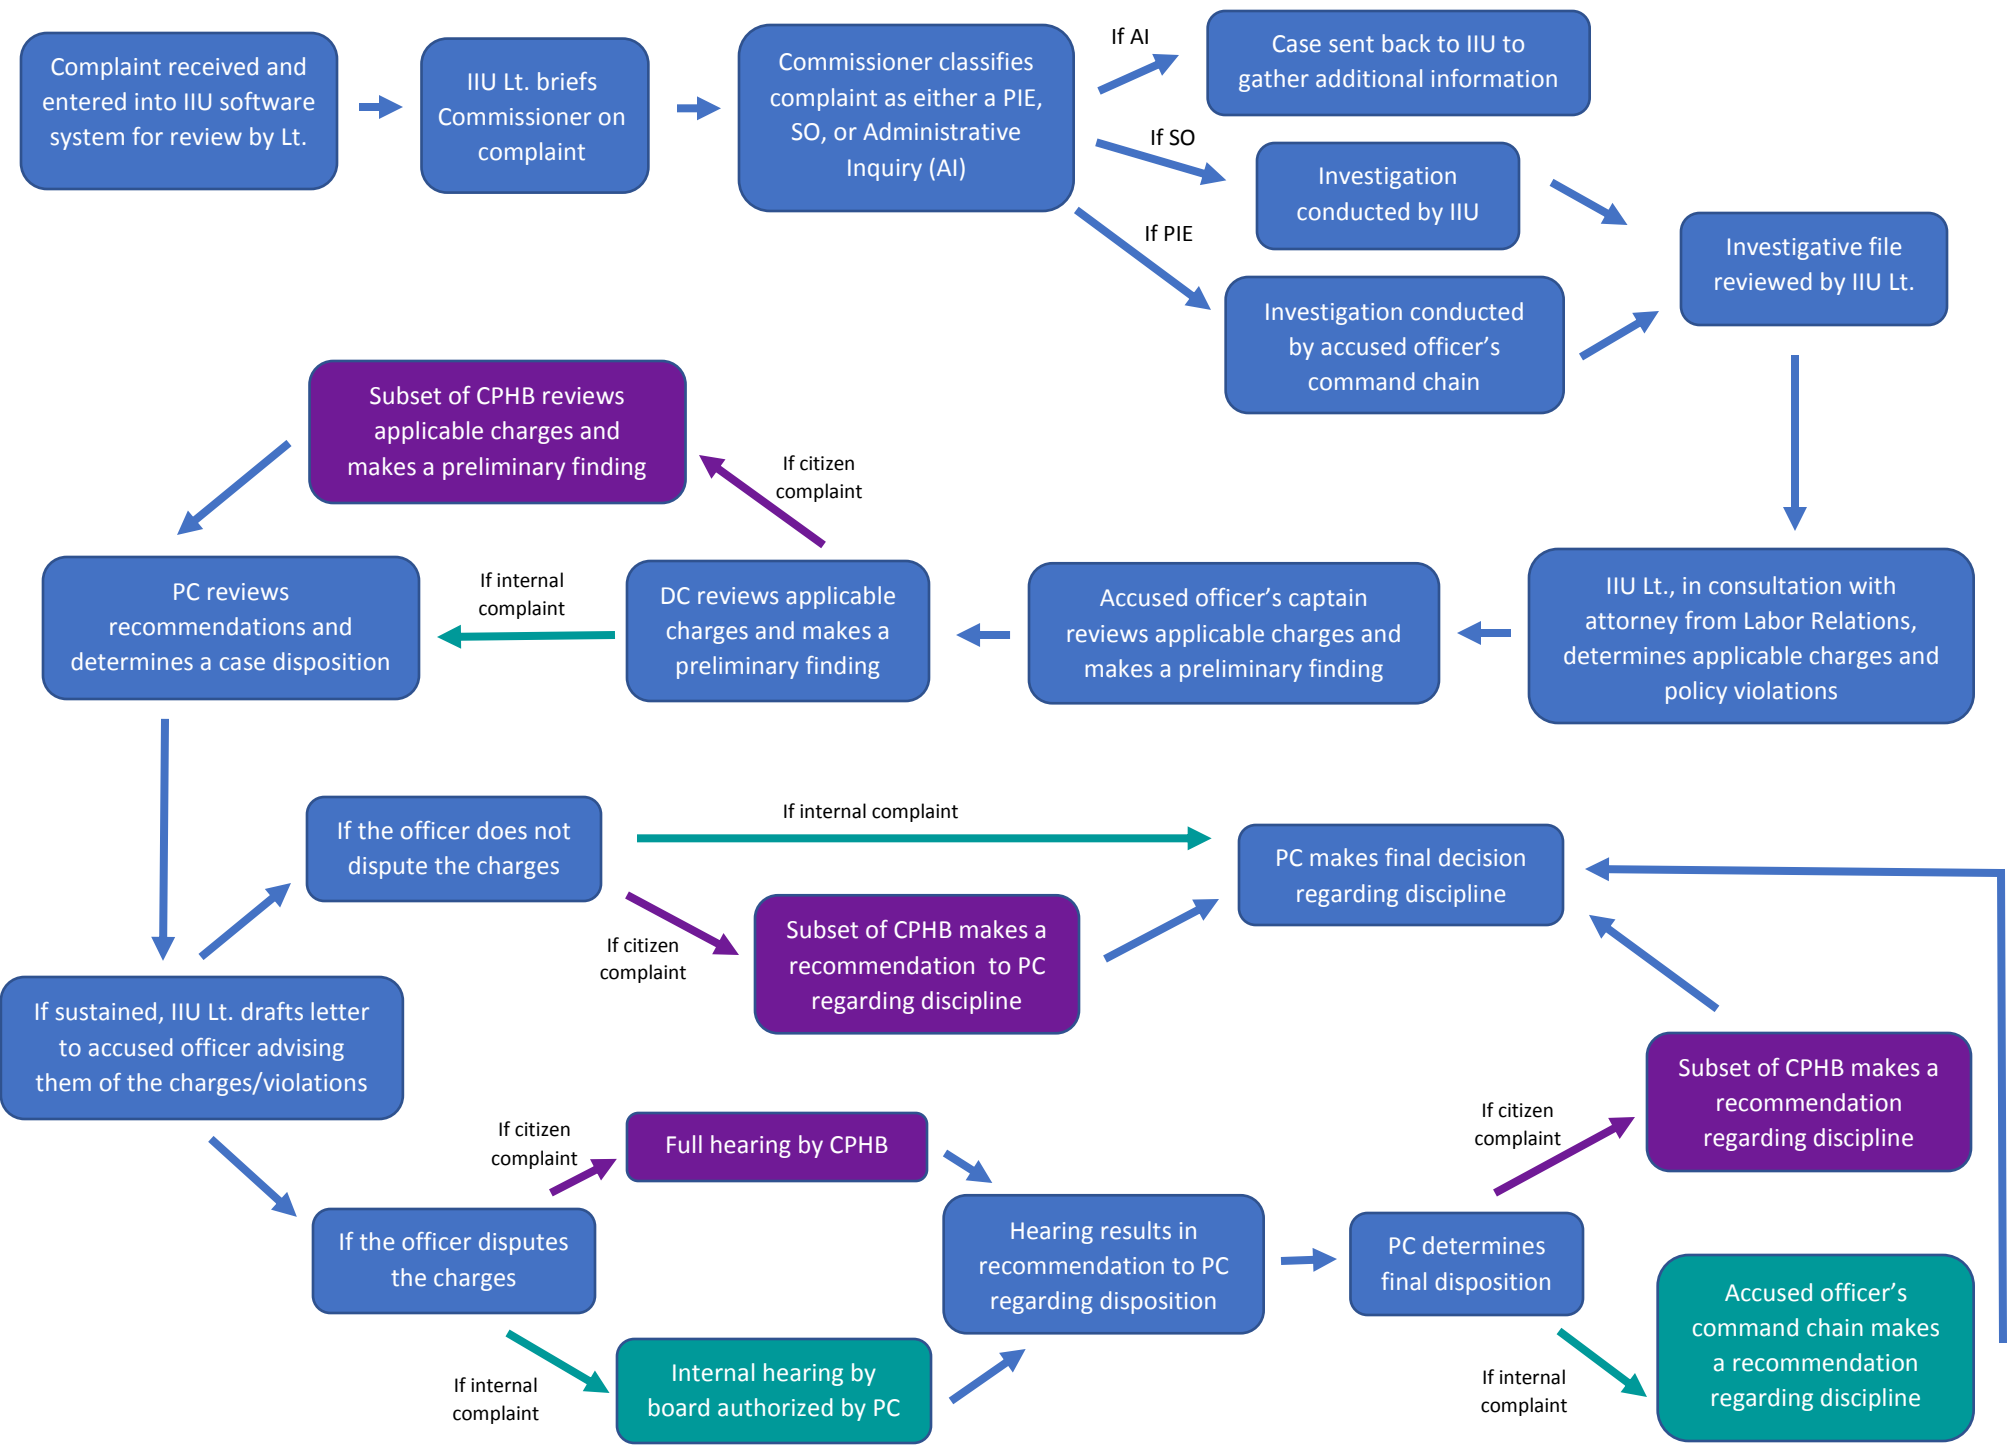 Complaint received and
entered into IIU software
system for review by Lt.
IIU Lt. briefs
Commissioner on
complaint
Commissioner classifies
complaint as either a PIE,
SO, or Administrative
Inquiry (AI)
If AI
Case sent back to IIU to
gather additional information
If SO
Investigation
conducted by IIU
If PIE
Investigation conducted
by accused officer's
command chain
Investigative file
reviewed by IIU Lt.
Subset of CPHB reviews
applicable charges and
makes a preliminary finding
If citizen
complaint
PC reviews
recommendations and
determines a case disposition
If internal
complaint
DC reviews applicable
charges and makes a
preliminary finding
Accused officer's captain
reviews applicable charges and
makes a preliminary finding
IIU Lt., in consultation with
attorney from Labor Relations,
determines applicable charges and
policy violations
If the officer does not
dispute the charges
If internal complaint
PC makes final decision
regarding discipline
If citizen
complaint
Subset of CPHB makes a
recommendation  to PC
regarding discipline
If sustained, IIU Lt. drafts letter
to accused officer advising
them of the charges/violations
If citizen
complaint
Full hearing by CPHB
If citizen
complaint
Subset of CPHB makes a
recommendation
regarding discipline
If the officer disputes
the charges
Hearing results in
recommendation to PC
regarding disposition
PC determines
final disposition
If internal
complaint
Internal hearing by
board authorized by PC
If internal
complaint
Accused officer's
command chain makes
a recommendation
regarding discipline